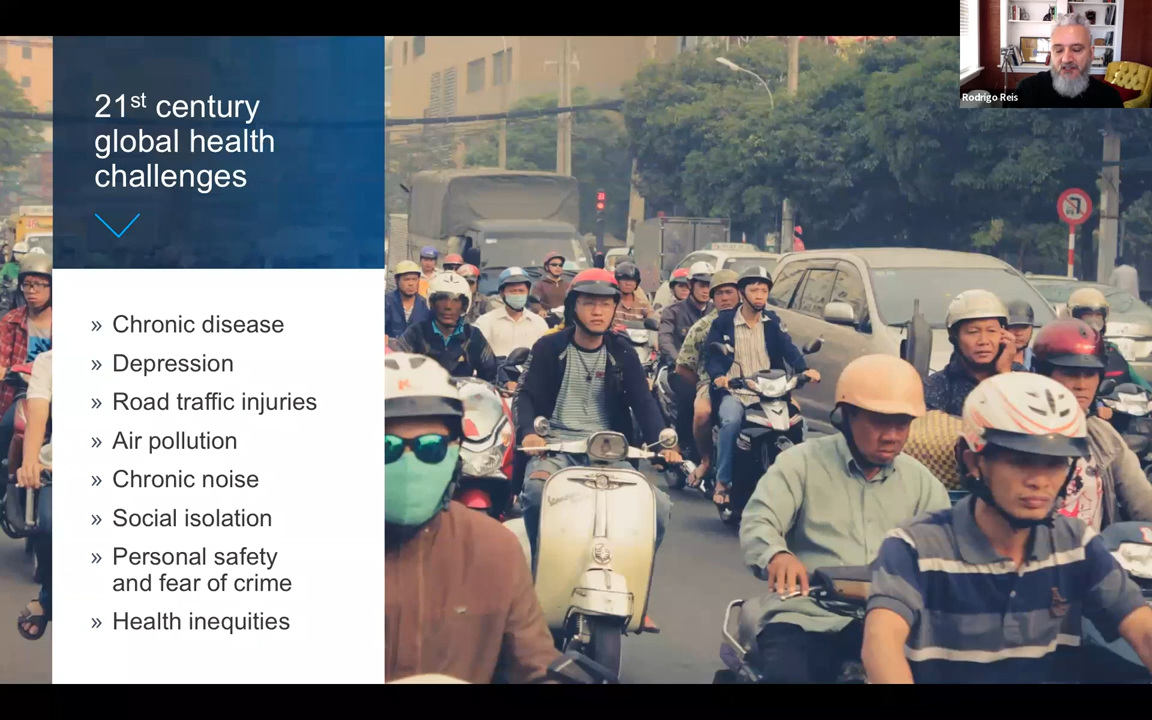 21st century
global health
challenges
» Chronic disease
» Depression
» Road traffic injuries
» Air pollution
» Chronic noise
» Social isolation
» Personal safety
and fear of crime
» Health inequities
Rodrigo Reis